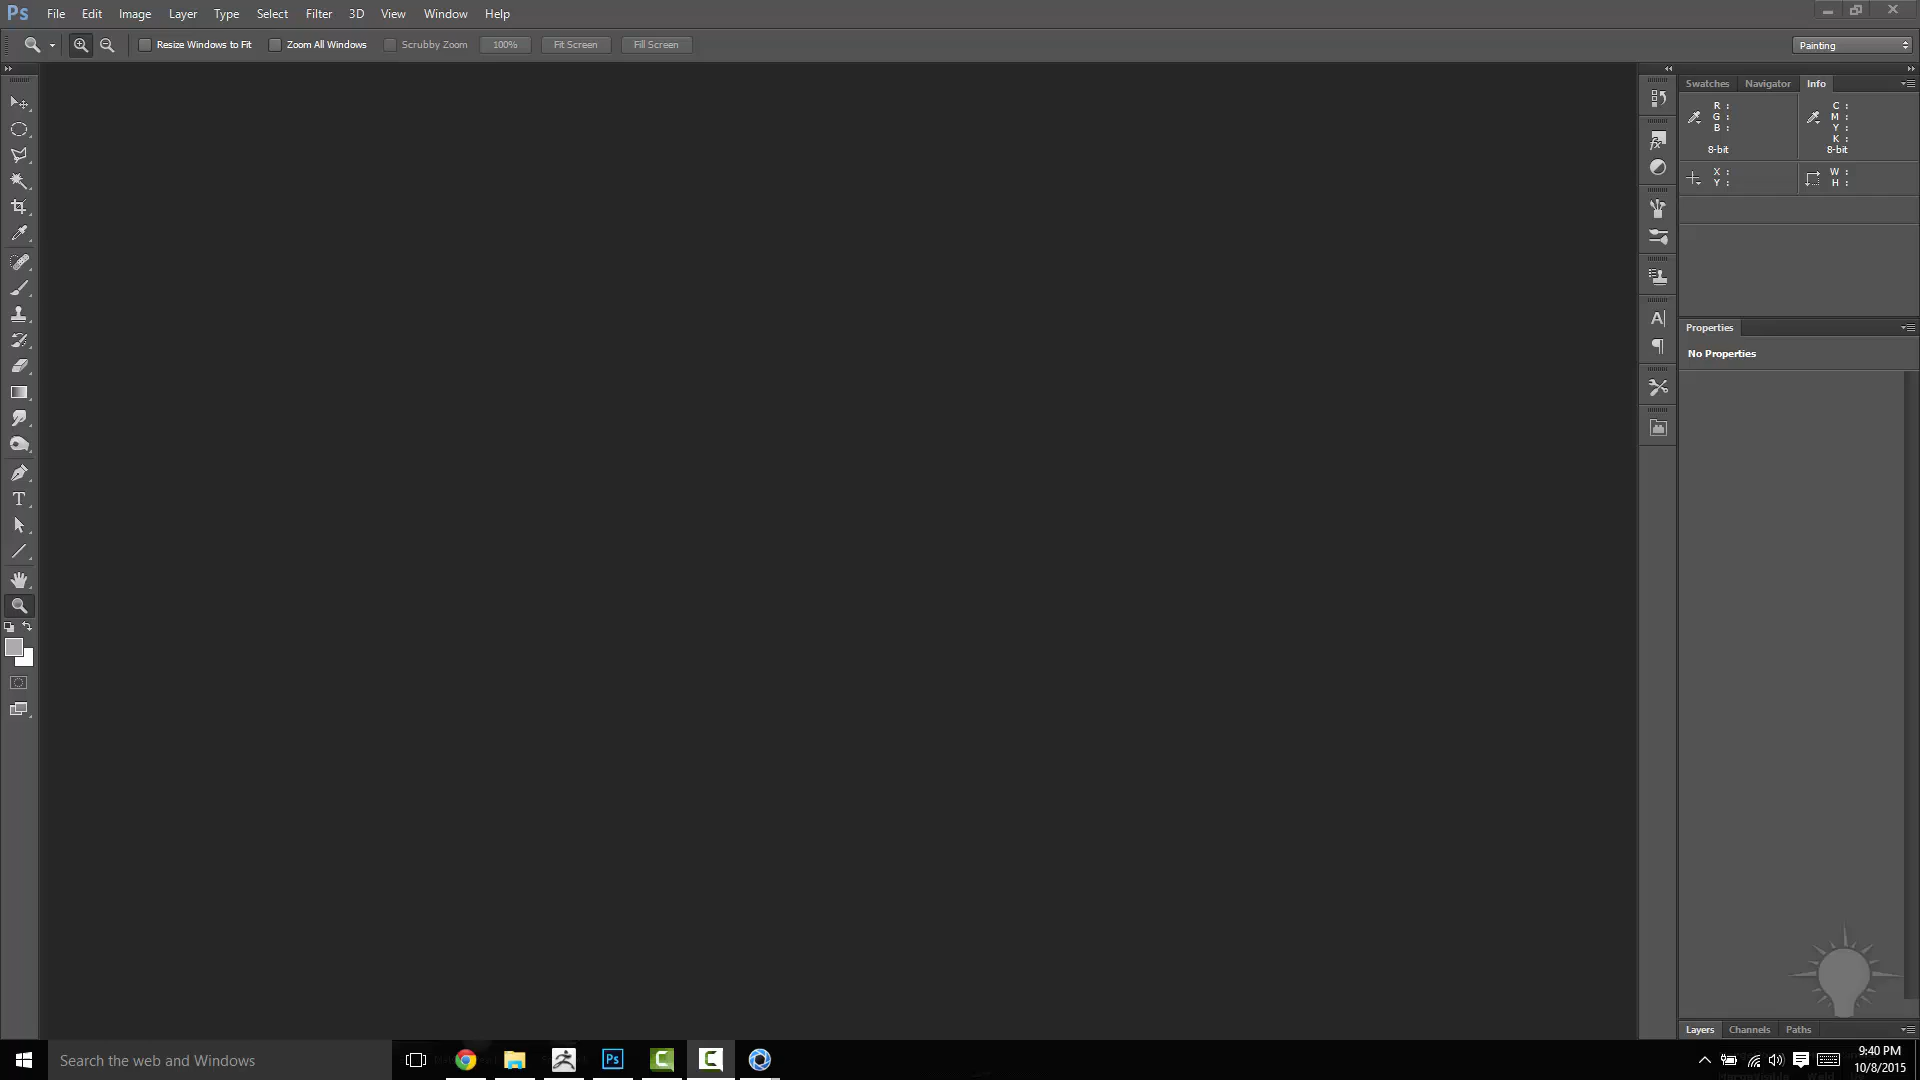 Ps File Edit Image Layer Type Select Filter 3D View Window Help
Resize Windows to Fit Zoom All Windows Scrubby Zoom 100% Fit Screen Fill Screen Painting
Swatches Navigator Info
R : C :
G : M :
B : Y :
K :
8-bit 8-bit
X : W :
Y : H :
Properties
No Properties
Layers Channels Paths
Search the web and Windows
Ps
9:40 PM
10/8/2015